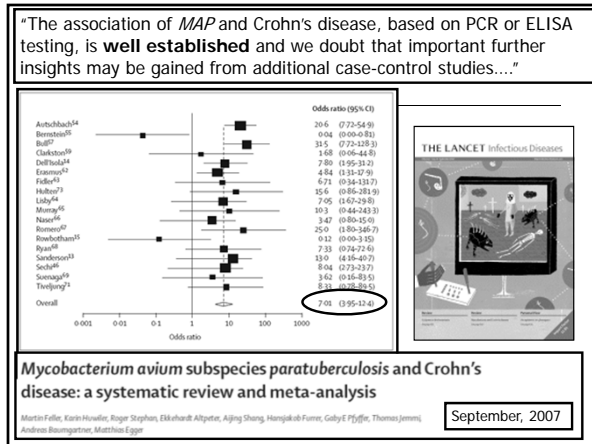 “The association of MAP and Crohn’s disease, based on PCR or ELISA
testing, is well established and we doubt that important further
insights may be gained from additional case-control studies....”
Odds ratio (95% CI)
Autschbach54 20·6 (7·72–54·9)
Bernstein55 0·04 (0·00–0·81)
Bull57 31·5 (7·72–128·3)
Clarkston59 1·68 (0·06–44·8)
Dell'Isola14 7·80 (1·95–31·2)
Erasmus62 4·84 (1·31–17·9)
Fidler63 6·71 (0·34–131·7)
Hulten73 15·6 (0·86–281·9)
Lisby64 7·05 (1·67–29·8)
Murray65 10·3 (0·44–243·3)
Naser66 3·47 (0·80–15·0)
Romero67 25·0 (1·80–346·7)
Rowbotham35 0·12 (0·00–3·15)
Ryan68 7·33 (0·74–72·6)
Sanderson33 13·0 (4·16–40·7)
Sechi46 8·04 (2·73–23·7)
Suenaga69 3·62 (0·16–83·5)
Tiveljung71 8·33 (0·78–89·5)
Overall 7·01 (3·95–12·4)
0·001 0·01 0·1 1 10 100 1000
Odds ratio
THE LANCET Infectious Diseases
Mycobacterium avium subspecies paratuberculosis and Crohn's
disease: a systematic review and meta-analysis
Martin Feller, Karin Huwiler, Roger Stephan, Ekkehardt Altpeter, Aijing Shang, Hansjakob Furrer, Gaby E Pfyffer, Thomas Jemmi,
Andreas Baumgartner, Matthias Egger
September, 2007